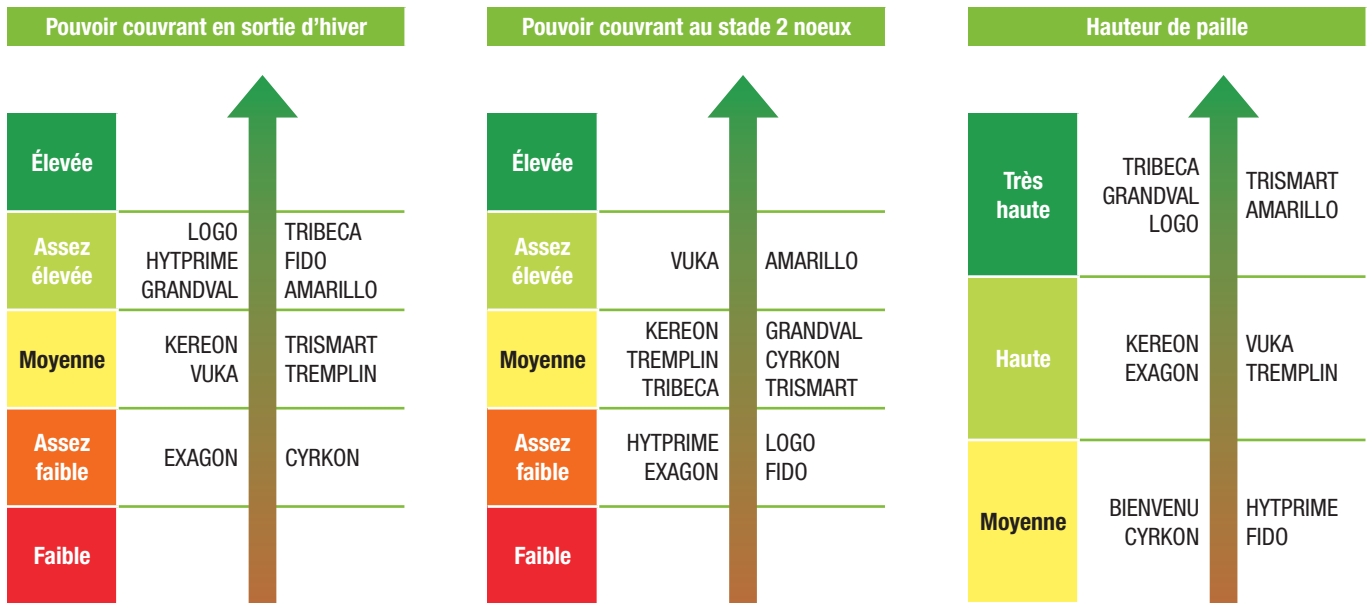 Pouvoir couvrant en sortie d'hiver
Élevée
Assez
élevée
LOGO
HYTPRIME
GRANDVAL
TRIBECA
FIDO
AMARILLO
Moyenne
KEREON
VUKA
TRISMART
TREMPLIN
Assez
faible
EXAGON
CYRKON
Faible
Pouvoir couvrant au stade 2 noeux
Élevée
Assez
élevée
VUKA
AMARILLO
Moyenne
KEREON
TREMPLIN
TRIBECA
GRANDVAL
CYRKON
TRISMART
Assez
faible
HYTPRIME
EXAGON
LOGO
FIDO
Faible
Hauteur de paille
Très
haute
TRIBECA
GRANDVAL
LOGO
TRISMART
AMARILLO
Haute
KEREON
EXAGON
VUKA
TREMPLIN
Moyenne
BIENVENU
CYRKON
HYTPRIME
FIDO